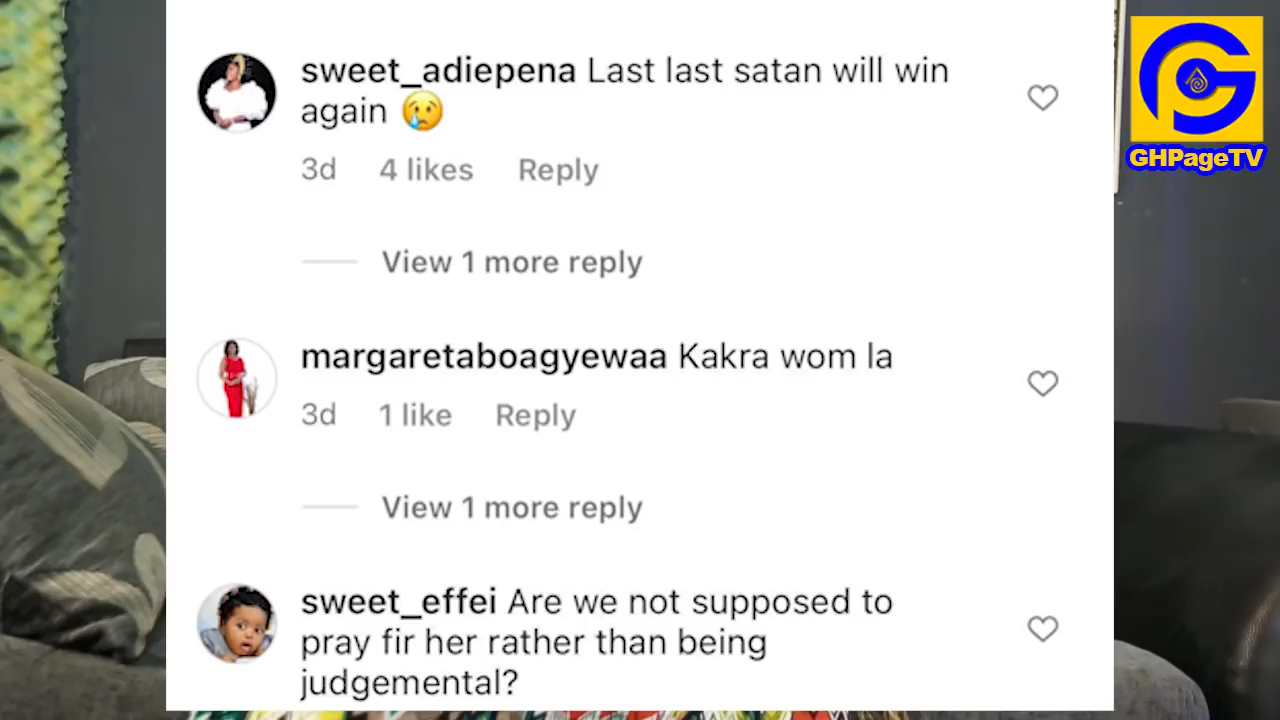 sweet_adiepena Last last satan will win
again 😢
3d 4 likes Reply
View 1 more reply
margaretaboagyewaa Kakra wom la
3d 1 like Reply
View 1 more reply
sweet_effei Are we not supposed to
pray fir her rather than being
judgemental?
GHPageTV